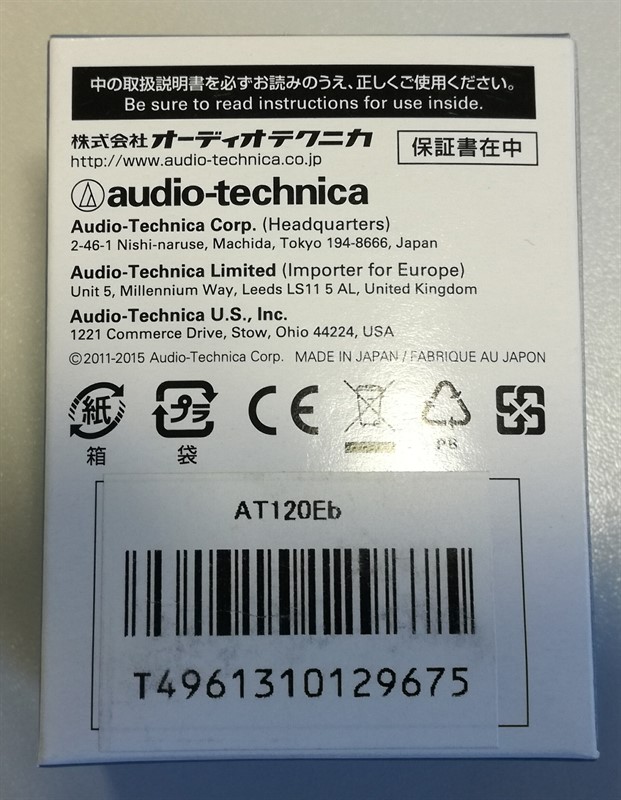 中の取扱説明書を必ずお読みのうえ、正しくご使用ください。
Be sure to read instructions for use inside.
株式会社オーディオテクニカ
http://www.audio-technica.co.jp
保証書在中
audio-technica
Audio-Technica Corp. (Headquarters)
2-46-1 Nishi-naruse, Machida, Tokyo 194-8666, Japan
Audio-Technica Limited (Importer for Europe)
Unit 5, Millennium Way, Leeds LS11 5 AL, United Kingdom
Audio-Technica U.S., Inc.
1221 Commerce Drive, Stow, Ohio 44224, USA
©2011-2015 Audio-Technica Corp. MADE IN JAPAN / FABRIQUE AU JAPON
紙 プラ CE
箱 袋 PB
AT120Eb
T4961310129675